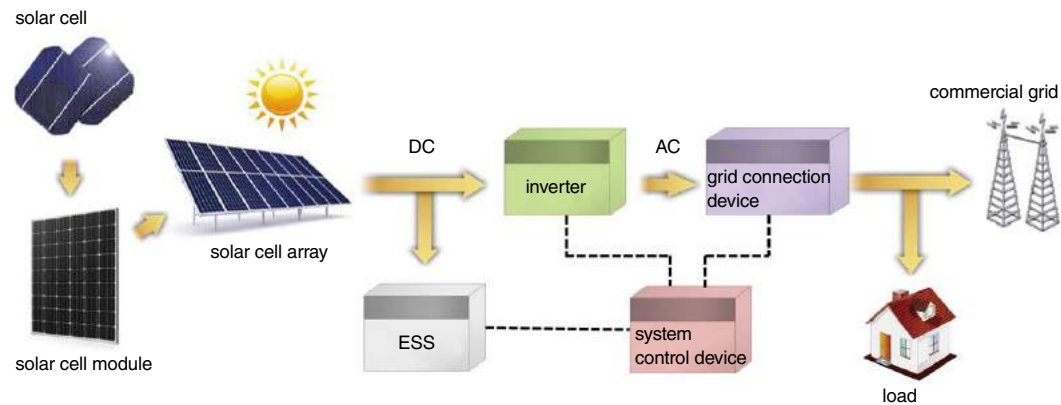 solar cell
commercial grid
DC
AC
inverter
grid connection
device
solar cell array
ESS
system
control device
solar cell module
load